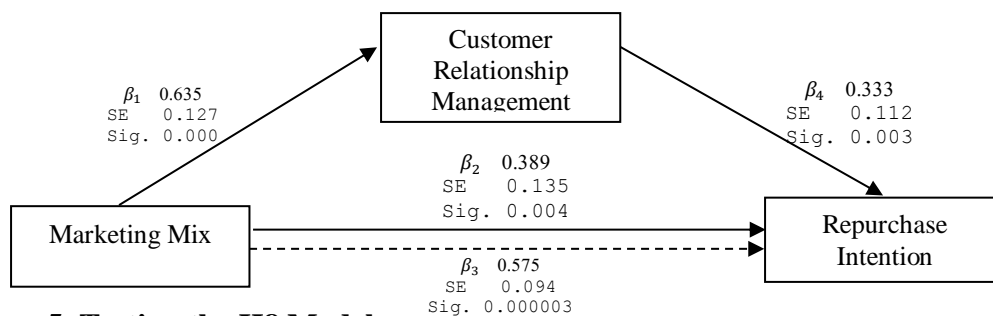 Customer
Relationship
Management
β₁ 0.635
SE 0.127
Sig. 0.000
β₄ 0.333
SE 0.112
Sig. 0.003
β₂ 0.389
SE 0.135
Sig. 0.004
Marketing Mix
Repurchase
Intention
β₃ 0.575
SE 0.094
Sig. 0.000003